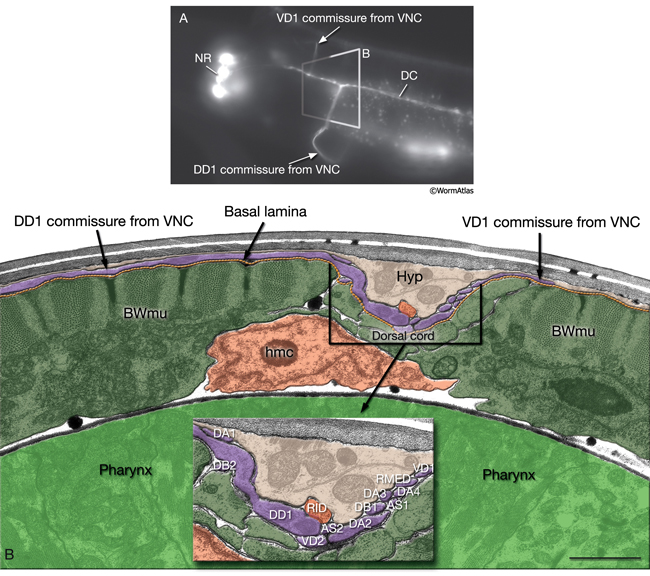 A
VD1 commissure from VNC
B
NR
DC
DD1 commissure from VNC
©WormAtlas
DD1 commissure from VNC
Basal lamina
VD1 commissure from VNC
Hyp
BWmu
BWmu
Dorsal cord
hmc
Pharynx
Pharynx
DA1
DB2
DD1
VD2
RID
AS2
DA2
DB1
DA3
RMED
AS1
DA4
VD1
B